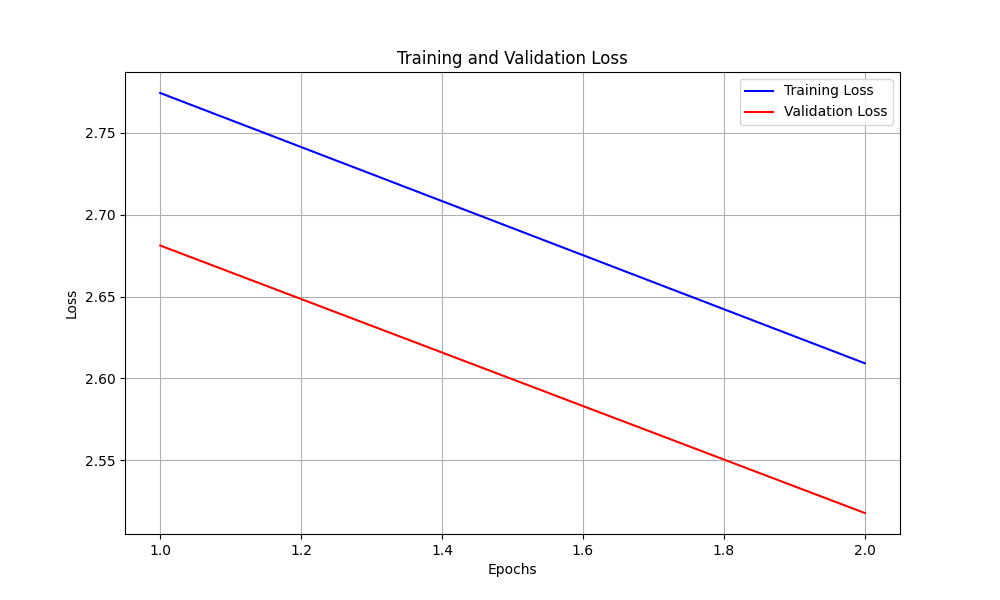 Training and Validation Loss
Training Loss
Validation Loss
2.75
2.70
2.65
2.60
2.55
Loss
1.0 1.2 1.4 1.6 1.8 2.0
Epochs